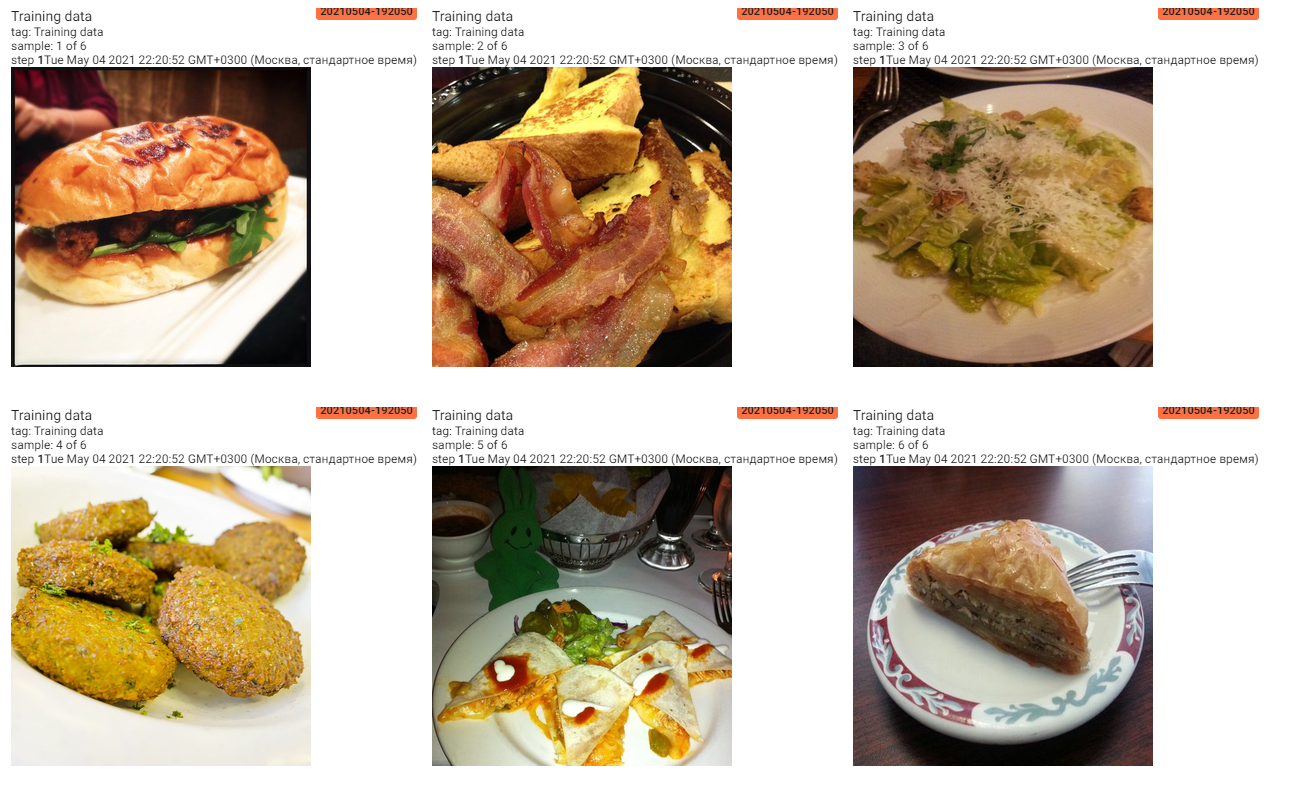 Training data
20210504-192050
tag: Training data
sample: 1 of 6
step 1Tue May 04 2021 22:20:52 GMT+0300 (Москва, стандартное время)
Training data
20210504-192050
tag: Training data
sample: 2 of 6
step 1Tue May 04 2021 22:20:52 GMT+0300 (Москва, стандартное время)
Training data
20210504-192050
tag: Training data
sample: 3 of 6
step 1Tue May 04 2021 22:20:52 GMT+0300 (Москва, стандартное время)
Training data
20210504-192050
tag: Training data
sample: 4 of 6
step 1Tue May 04 2021 22:20:52 GMT+0300 (Москва, стандартное время)
Training data
20210504-192050
tag: Training data
sample: 5 of 6
step 1Tue May 04 2021 22:20:52 GMT+0300 (Москва, стандартное время)
Training data
20210504-192050
tag: Training data
sample: 6 of 6
step 1Tue May 04 2021 22:20:52 GMT+0300 (Москва, стандартное время)